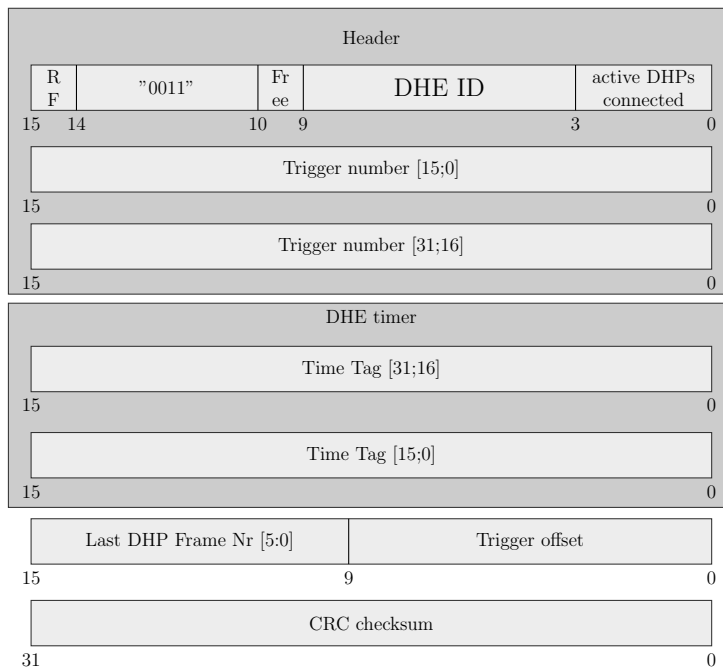 Header
R
F
"0011"
Fr
ee
DHE ID
active DHPs
connected
15 14 10 9 3 0
Trigger number [15;0]
15 0
Trigger number [31;16]
15 0
DHE timer
Time Tag [31;16]
15 0
Time Tag [15;0]
15 0
Last DHP Frame Nr [5:0] Trigger offset
15 9 0
CRC checksum
31 0